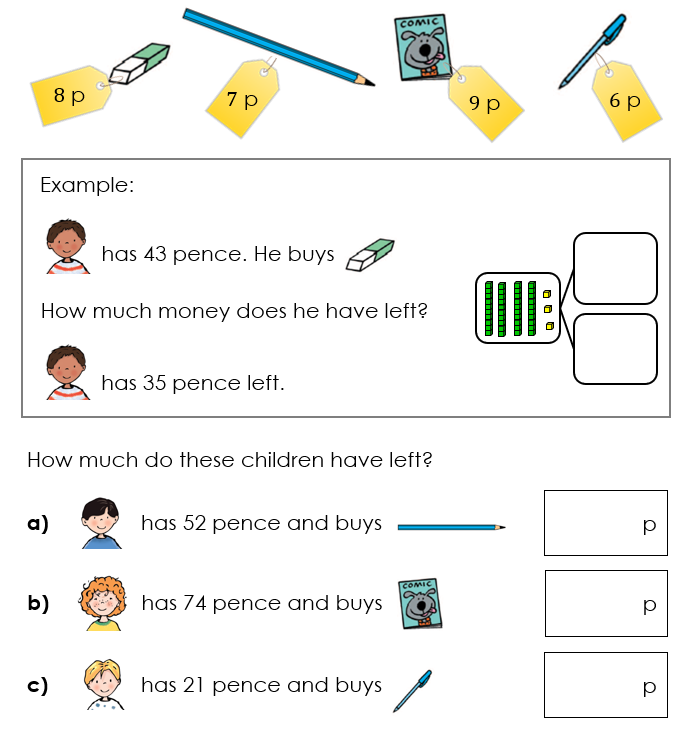 COMIC
8 p
7 p
9 p
6 p
Example:
has 43 pence. He buys
How much money does he have left?
has 35 pence left.
How much do these children have left?
a) has 52 pence and buys p
b) has 74 pence and buys COMIC p
c) has 21 pence and buys p